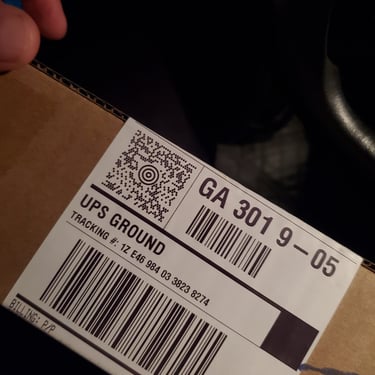 GA 301 9-05
UPS GROUND
TRACKING #: 1Z E46 984 03 3823 8274
BILLING: P/P